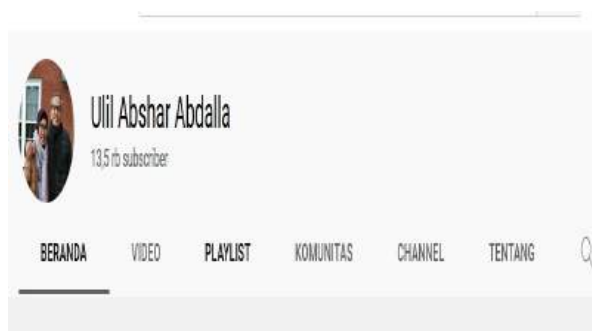 Ulil Abshar Abdalla
13,5 rb subscriber
BERANDA VIDEO PLAYLIST KOMUNITAS CHANNEL TENTANG